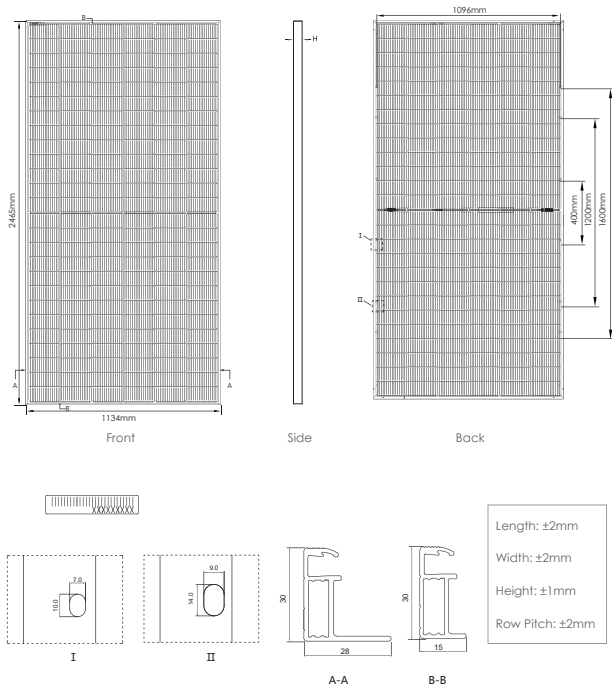 B
H
1096mm
2465mm
400mm
1200mm
1600mm
I
II
A
A
B
1134mm
Front
Side
Back
7.0
10.0
I
9.0
14.0
II
30
28
A-A
30
15
B-B
Length: ±2mm
Width: ±2mm
Height: ±1mm
Row Pitch: ±2mm